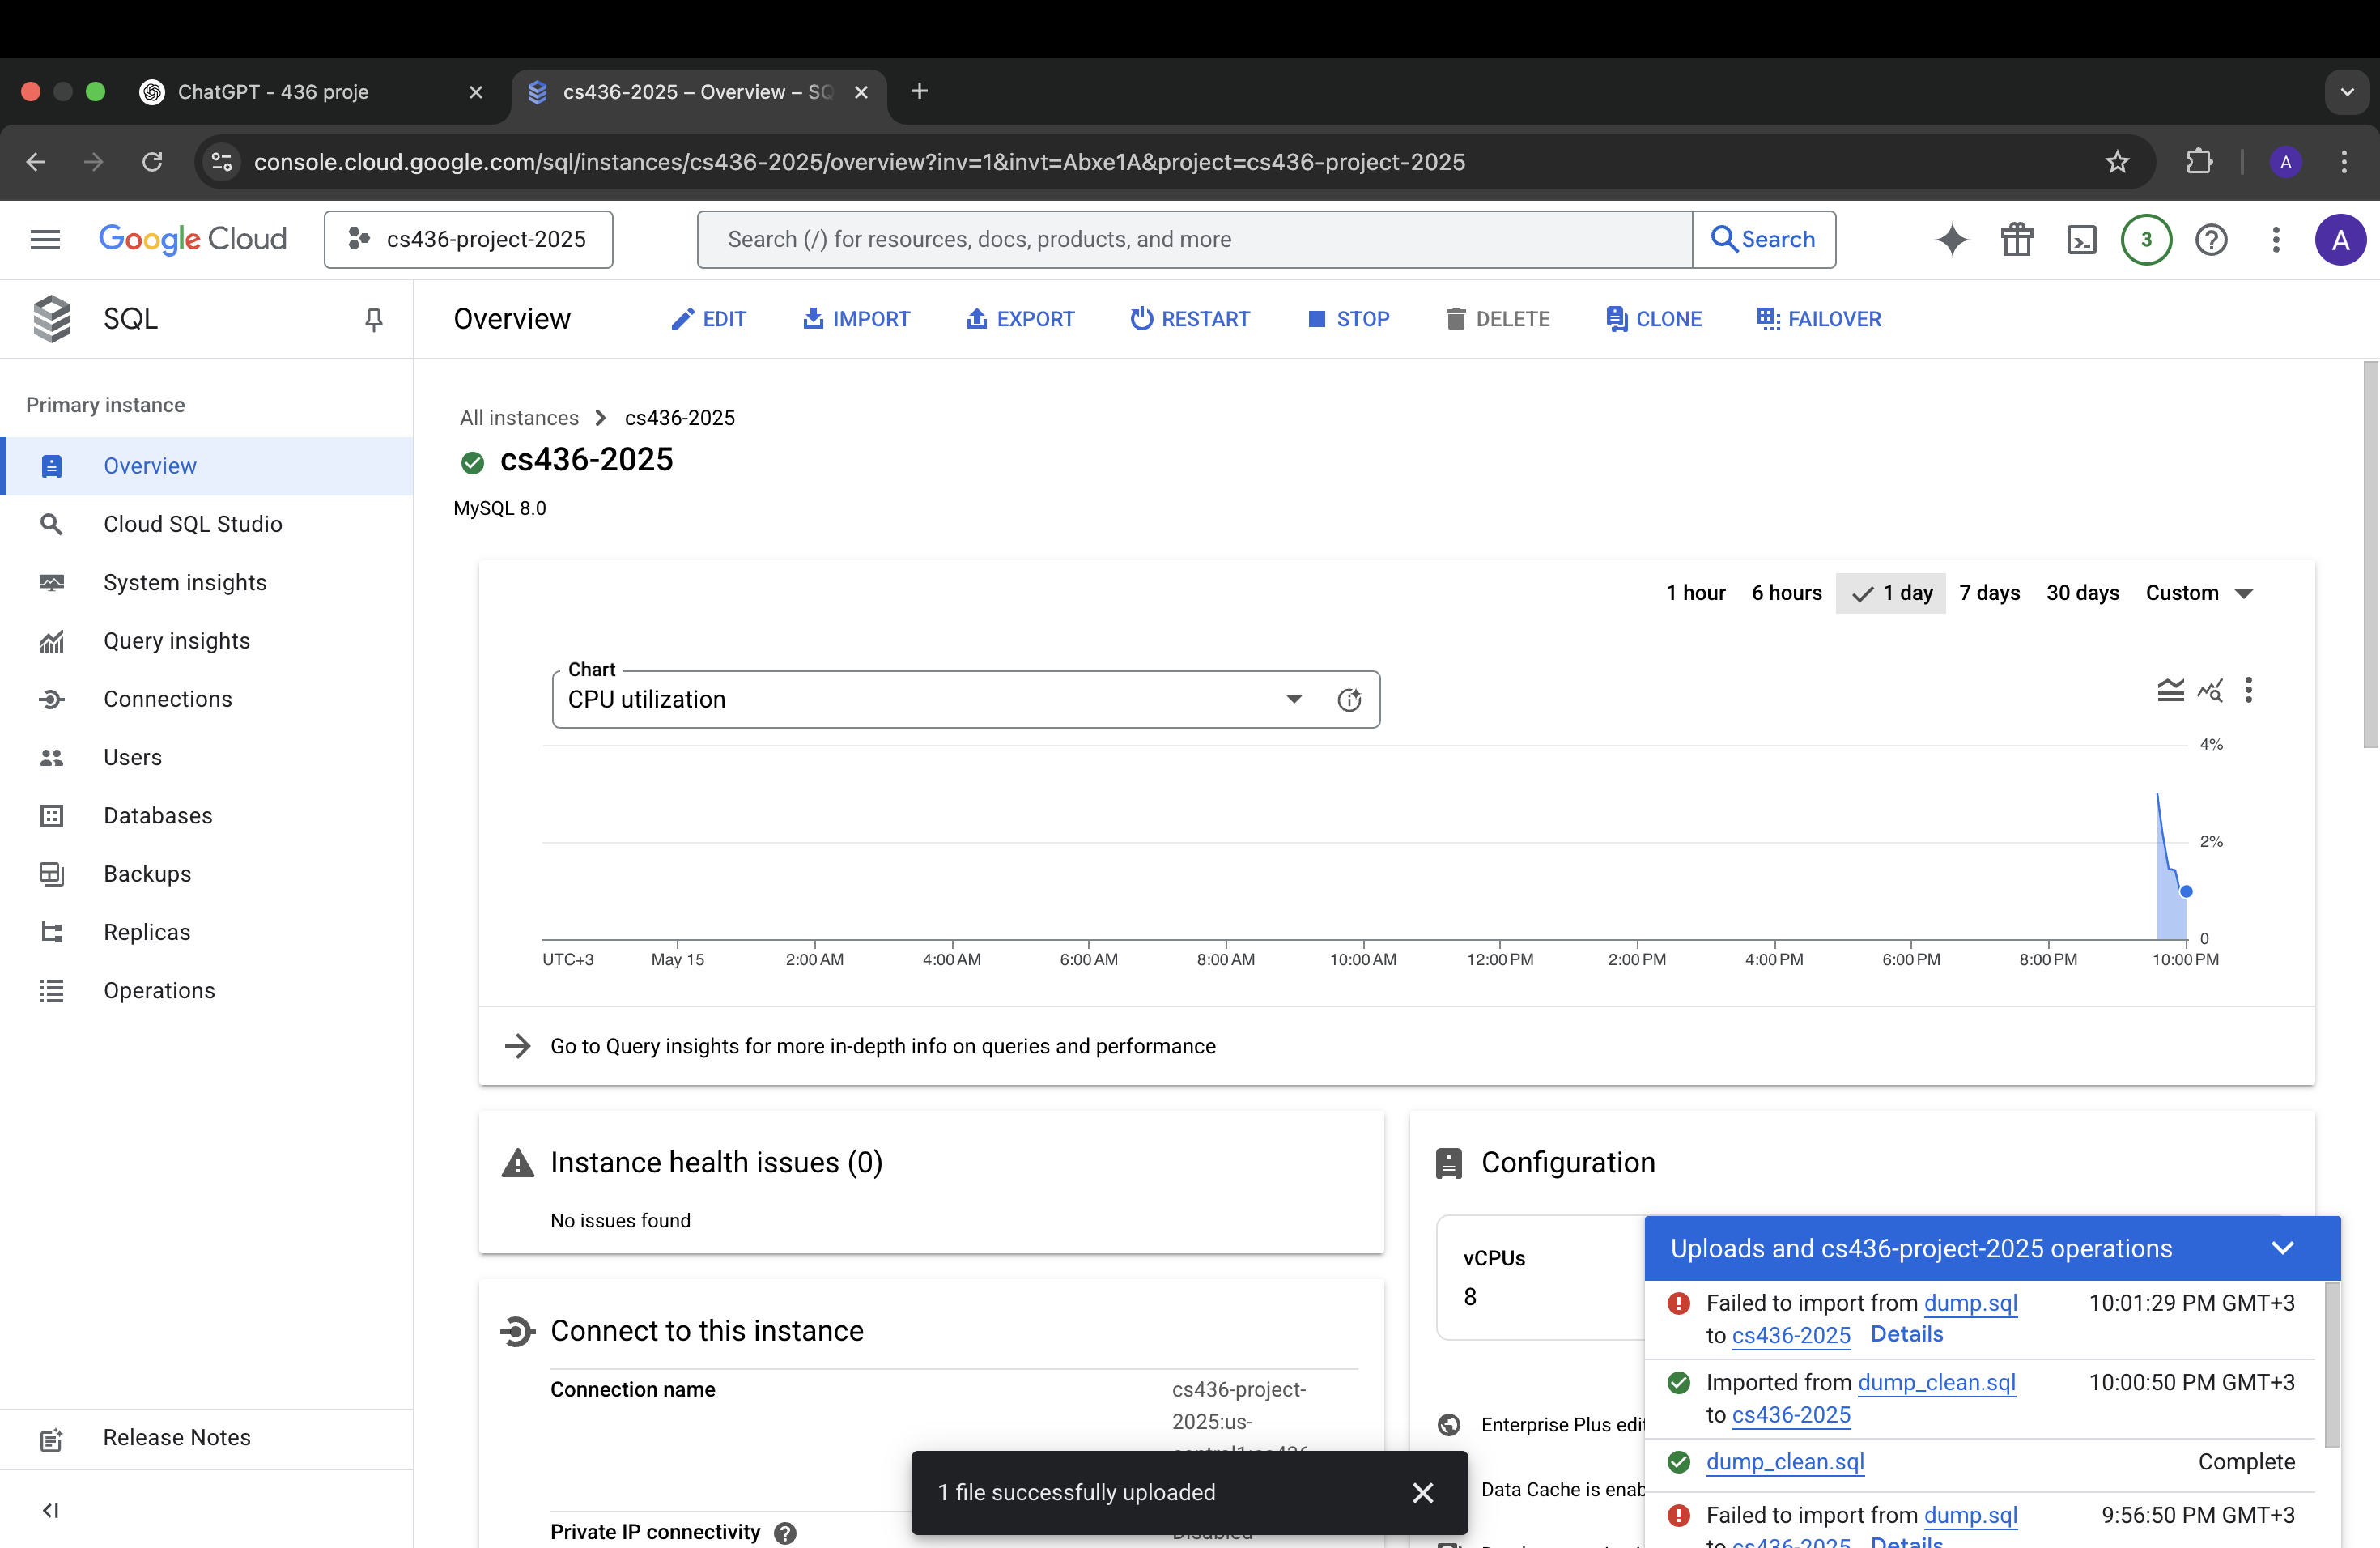 ChatGPT - 436 proje
cs436-2025 – Overview – SQ
console.cloud.google.com/sql/instances/cs436-2025/overview?inv=1&invt=Abxe1A&project=cs436-project-2025
A
Google Cloud
cs436-project-2025
Search (/) for resources, docs, products, and more
Search
3
A
SQL
Overview
EDIT
IMPORT
EXPORT
RESTART
STOP
DELETE
CLONE
FAILOVER
Primary instance
Overview
Cloud SQL Studio
System insights
Query insights
Connections
Users
Databases
Backups
Replicas
Operations
Release Notes
All instances
cs436-2025
cs436-2025
MySQL 8.0
1 hour
6 hours
1 day
7 days
30 days
Custom
Chart
CPU utilization
4%
2%
0
UTC+3
May 15
2:00 AM
4:00 AM
6:00 AM
8:00 AM
10:00 AM
12:00 PM
2:00 PM
4:00 PM
6:00 PM
8:00 PM
10:00 PM
Go to Query insights for more in-depth info on queries and performance
Instance health issues (0)
No issues found
Connect to this instance
Connection name
cs436-project-
2025:us-
Private IP connectivity
Disabled
Configuration
vCPUs
8
Enterprise Plus edit
Data Cache is enab
Uploads and cs436-project-2025 operations
Failed to import from dump.sql
to cs436-2025 Details
10:01:29 PM GMT+3
Imported from dump_clean.sql
to cs436-2025
10:00:50 PM GMT+3
dump_clean.sql
Complete
Failed to import from dump.sql
to cs436-2025 Details
9:56:50 PM GMT+3
1 file successfully uploaded